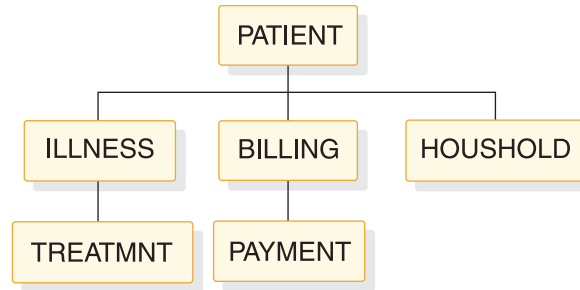 PATIENT
ILLNESS
BILLING
HOUSHOLD
TREATMNT
PAYMENT